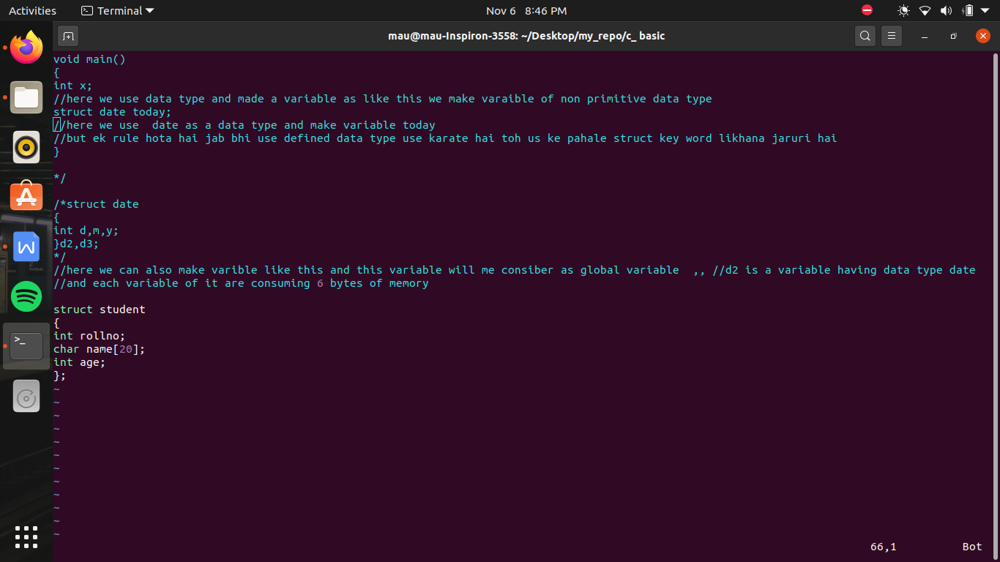 Activities
Terminal
Nov 6 8:46 PM
mau@mau-Inspiron-3558: ~/Desktop/my_repo/c_ basic
void main()
{
int x;
//here we use data type and made a variable as like this we make varaible of non primitive data type
struct date today;
//here we use  date as a data type and make variable today
//but ek rule hota hai jab bhi use defined data type use karate hai toh us ke pahale struct key word likhana jaruri hai
}
*/
/*struct date
{
int d,m,y;
}d2,d3;
*/
//here we can also make varible like this and this variable will me consiber as global variable  ,, //d2 is a variable having data type date
//and each variable of it are consuming 6 bytes of memory
struct student
{
int rollno;
char name[20];
int age;
};
~
~
~
~
~
~
~
~
~
~
~
~
66,1 Bot